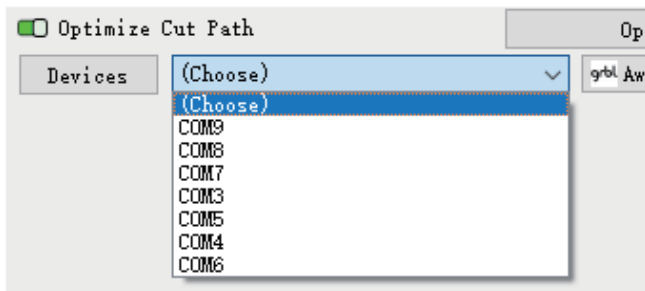 Optimize Cut Path
Op
Devices (Choose) grbl Aw
(Choose)
COM9
COM8
COM7
COM3
COM5
COM4
COM6